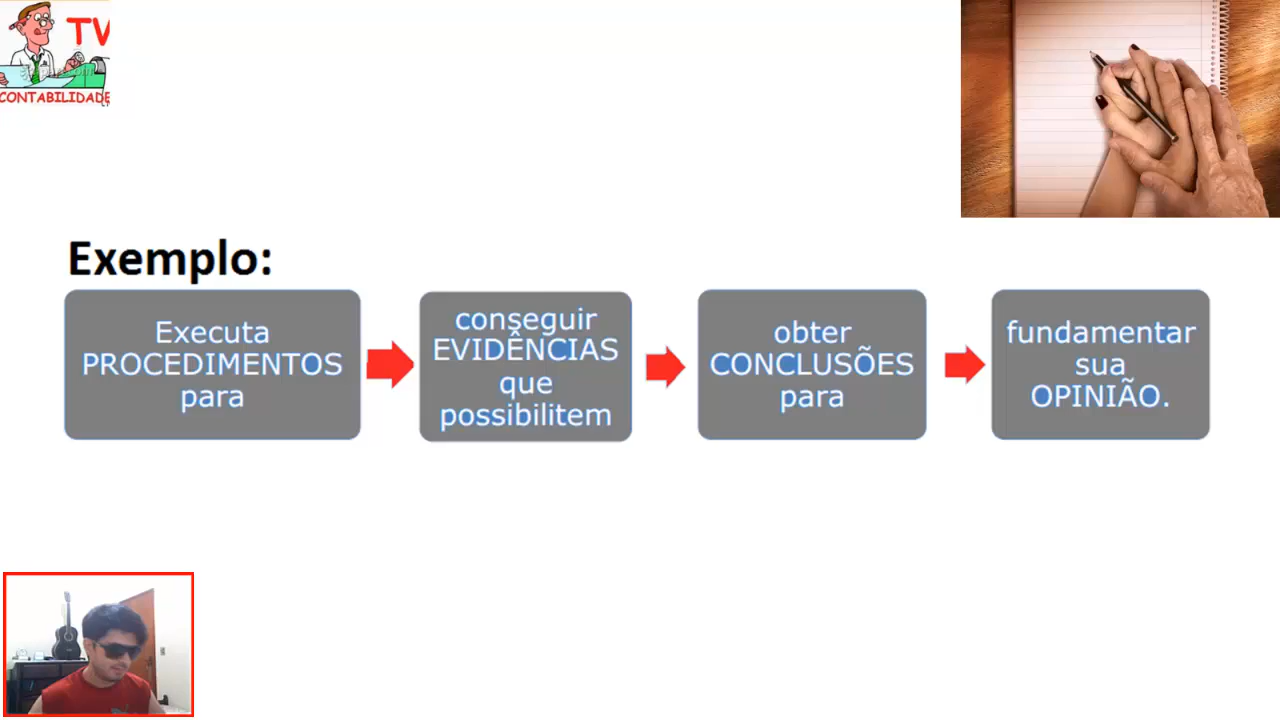 TV
CONTABILIDADE
Exemplo:
Executa
PROCEDIMENTOS
para
conseguir
EVIDÊNCIAS
que
possibilitem
obter
CONCLUSÕES
para
fundamentar
sua
OPINIÃO.